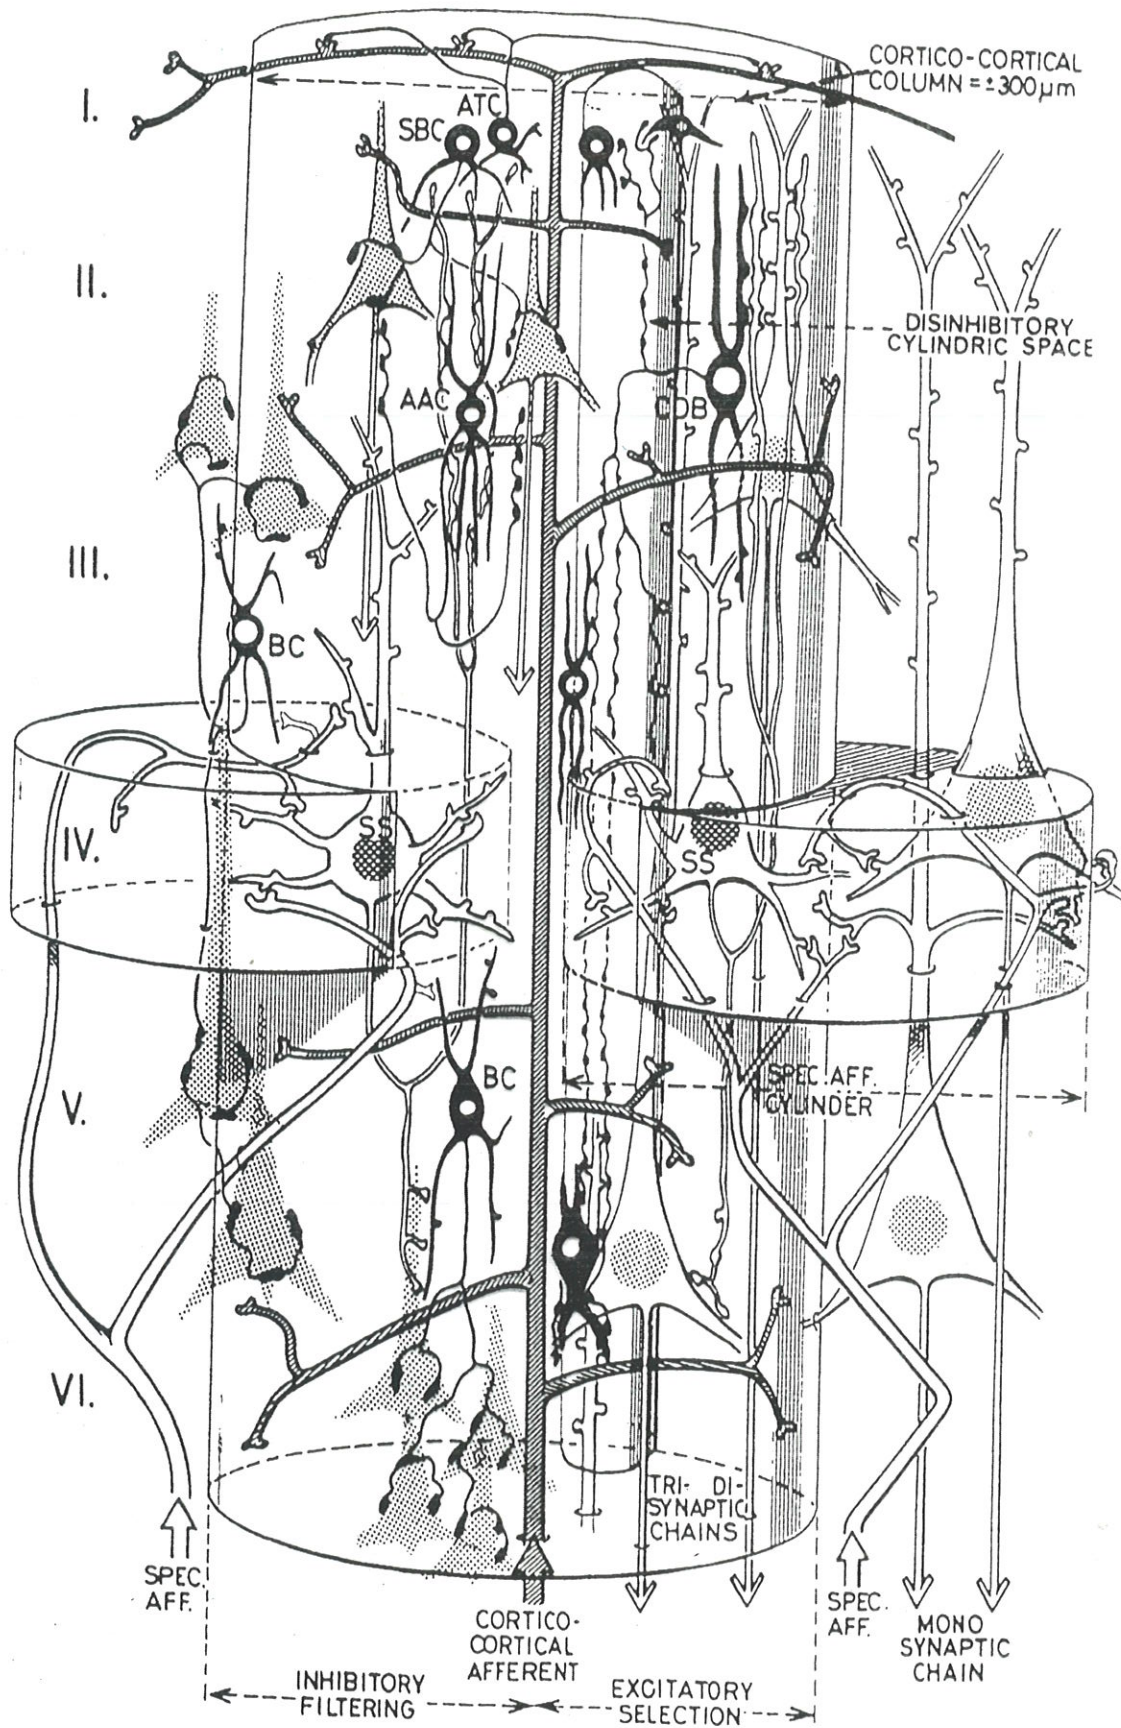 CORTICO-CORTICAL
COLUMN = ±300µm
I.
ATC
SBC
II.
DISINHIBITORY
CYLINDRIC SPACE
AAC
CDB
III.
BC
IV.
SS
SS
V.
BC
SPEC. AFF.
CYLINDER
VI.
TRI- DI-
SYNAPTIC
CHAINS
SPEC.
AFF.
CORTICO-
CORTICAL
AFFERENT
SPEC.
AFF.
MONO
SYNAPTIC
CHAIN
INHIBITORY
FILTERING
EXCITATORY
SELECTION